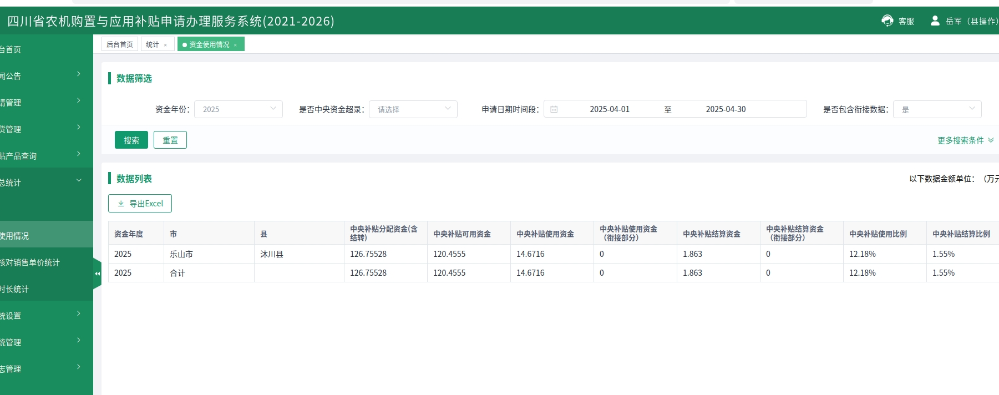 四川省农机购置与应用补贴申请办理服务系统(2021-2026)
客服
岳军（县操作）
后台首页 统计 × 资金使用情况 ×
台首页
闻公告
请管理
货管理
贴产品查询
总统计
使用情况
核对销售单价统计
时长统计
统设置
统管理
志管理
数据筛选
资金年份： 2025 是否中央资金超录： 请选择 申请日期时间段： 2025-04-01 至 2025-04-30 是否包含衔接数据： 是
搜索 重置 更多搜索条件
数据列表 以下数据金额单位：（万元
导出Excel
资金年度 市 县 中央补贴分配资金(含结转) 中央补贴可用资金 中央补贴使用资金 中央补贴使用资金（衔接部分） 中央补贴结算资金 中央补贴结算资金（衔接部分） 中央补贴使用比例 中央补贴结算比例
2025 乐山市 沐川县 126.75528 120.4555 14.6716 0 1.863 0 12.18% 1.55%
2025 合计 126.75528 120.4555 14.6716 0 1.863 0 12.18% 1.55%